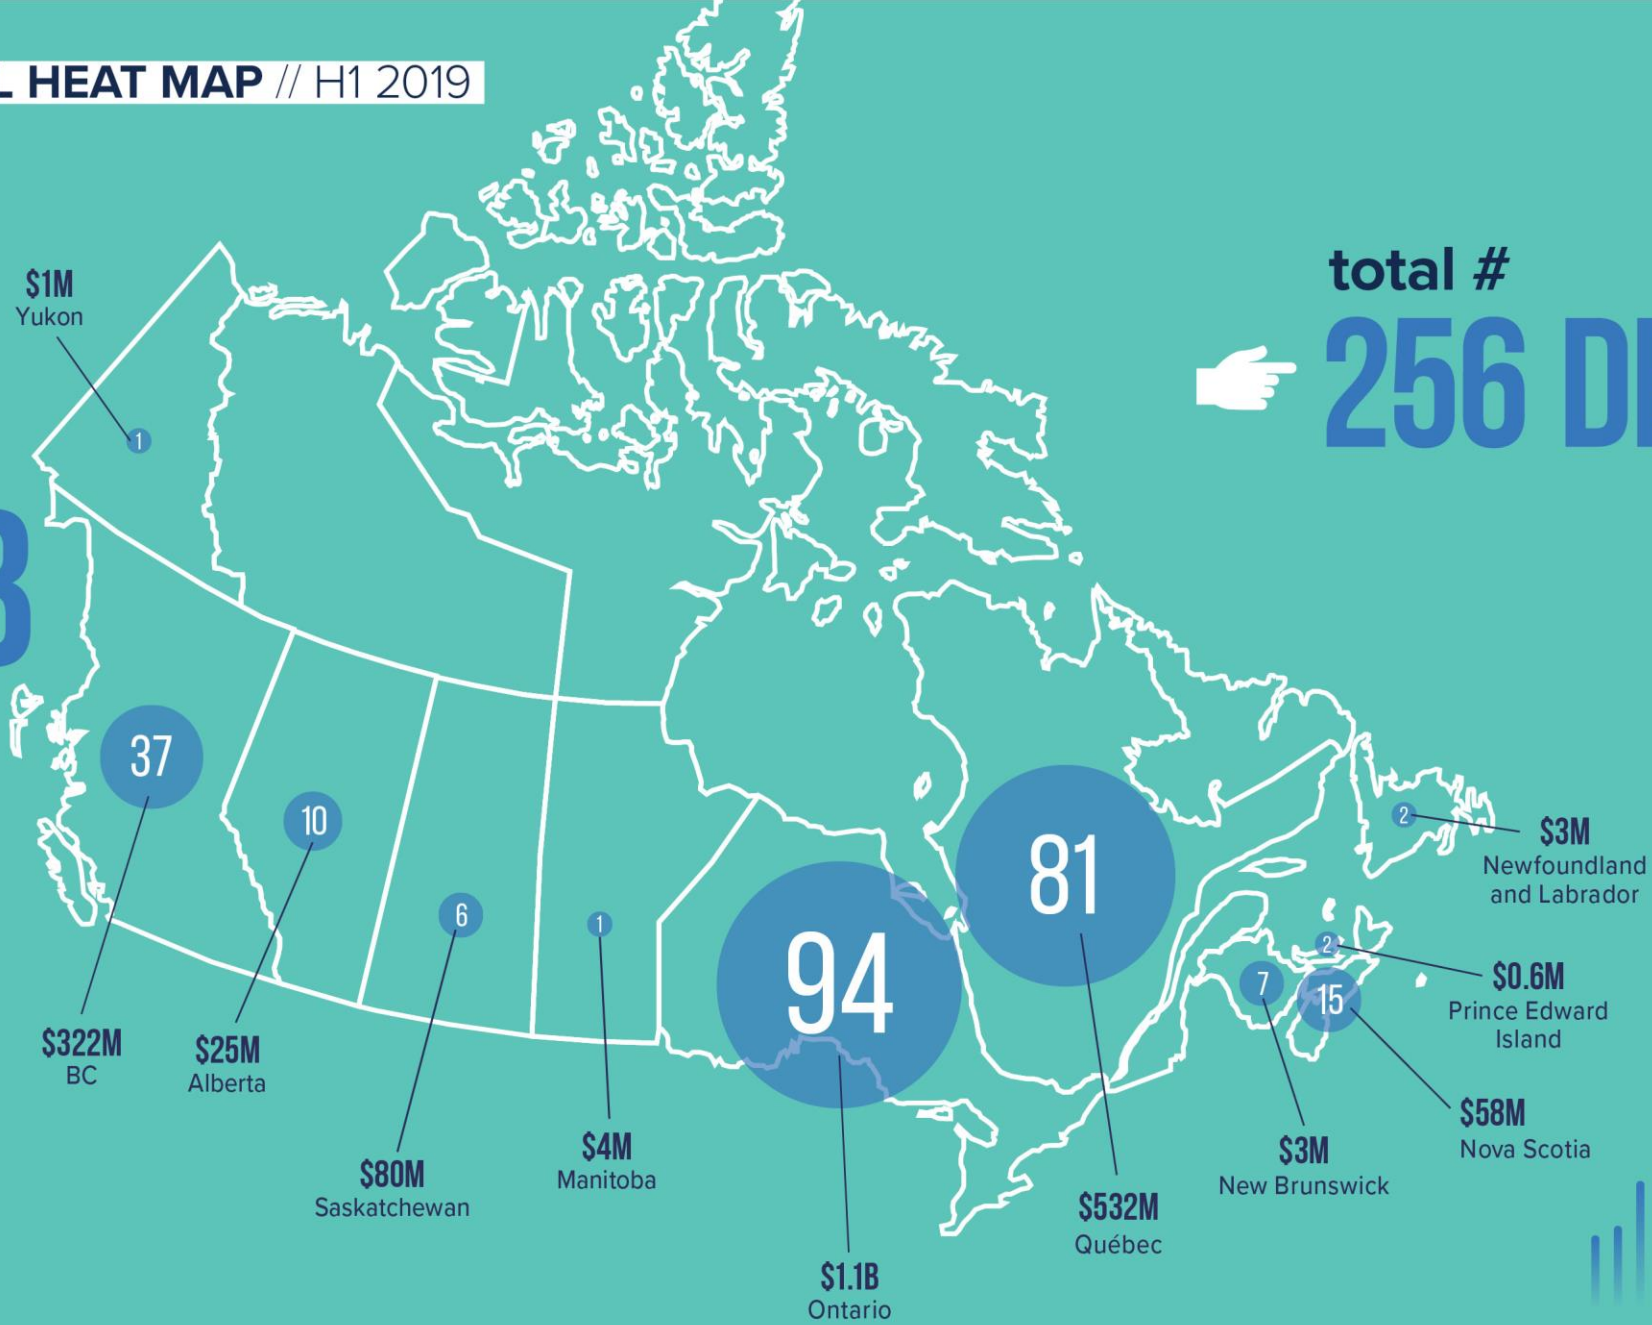 L HEAT MAP // H1 2019
total #
256 DE
B
$1M
Yukon
1
37
10
6
1
94
81
2
2
7
15
$322M
BC
$25M
Alberta
$80M
Saskatchewan
$4M
Manitoba
$1.1B
Ontario
$532M
Québec
$3M
New Brunswick
$58M
Nova Scotia
$0.6M
Prince Edward
Island
$3M
Newfoundland
and Labrador